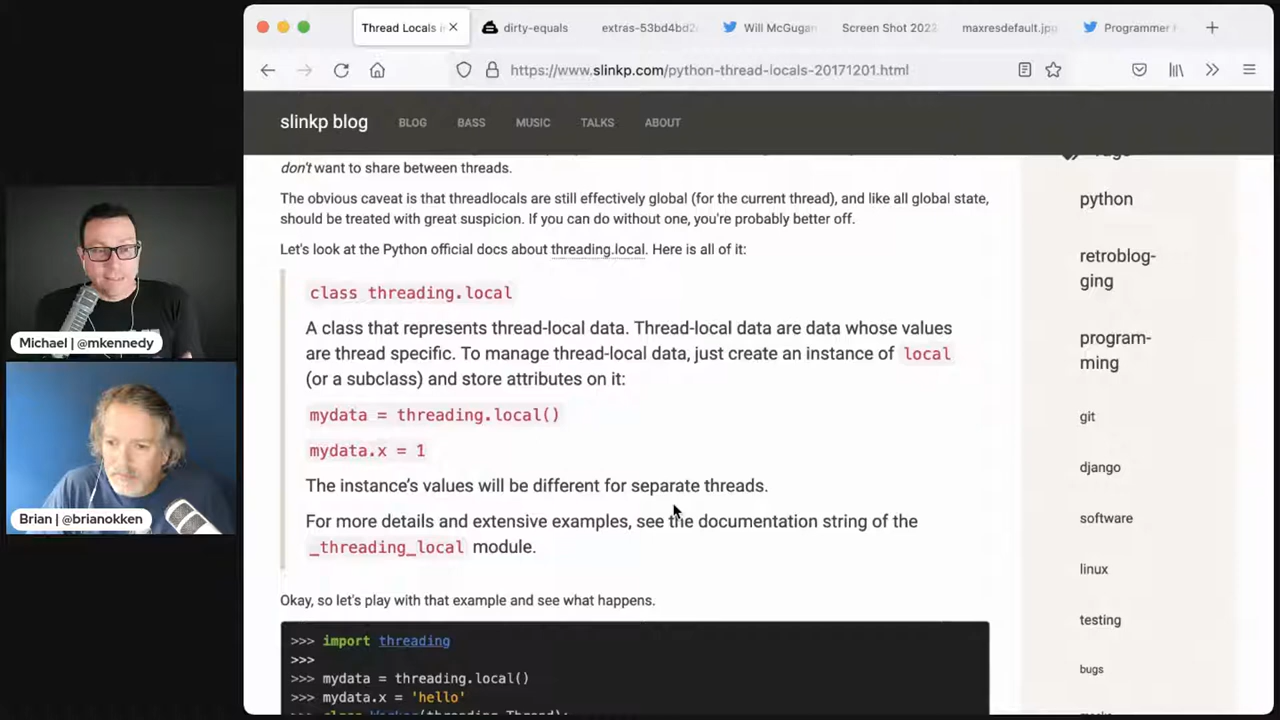 Thread Locals i
dirty-equals
extras-53bd4bd2
Will McGugan
Screen Shot 2022
maxresdefault.jpg
Programmer
https://www.slinkp.com/python-thread-locals-20171201.html
slinkp blog
BLOG
BASS
MUSIC
TALKS
ABOUT
don't want to share between threads.
The obvious caveat is that threadlocals are still effectively global (for the current thread), and like all global state,
should be treated with great suspicion. If you can do without one, you're probably better off.
Let's look at the Python official docs about threading.local. Here is all of it:
class threading.local
A class that represents thread-local data. Thread-local data are data whose values
are thread specific. To manage thread-local data, just create an instance of local
(or a subclass) and store attributes on it:
mydata = threading.local()
mydata.x = 1
The instance’s values will be different for separate threads.
For more details and extensive examples, see the documentation string of the
_threading_local module.
Okay, so let's play with that example and see what happens.
>>> import threading
>>>
>>> mydata = threading.local()
>>> mydata.x = 'hello'
>>> class Worker(threading.Thread):
python
retroblog-
ging
program-
ming
git
django
software
linux
testing
bugs
Michael | @mkennedy
Brian | @brianokken